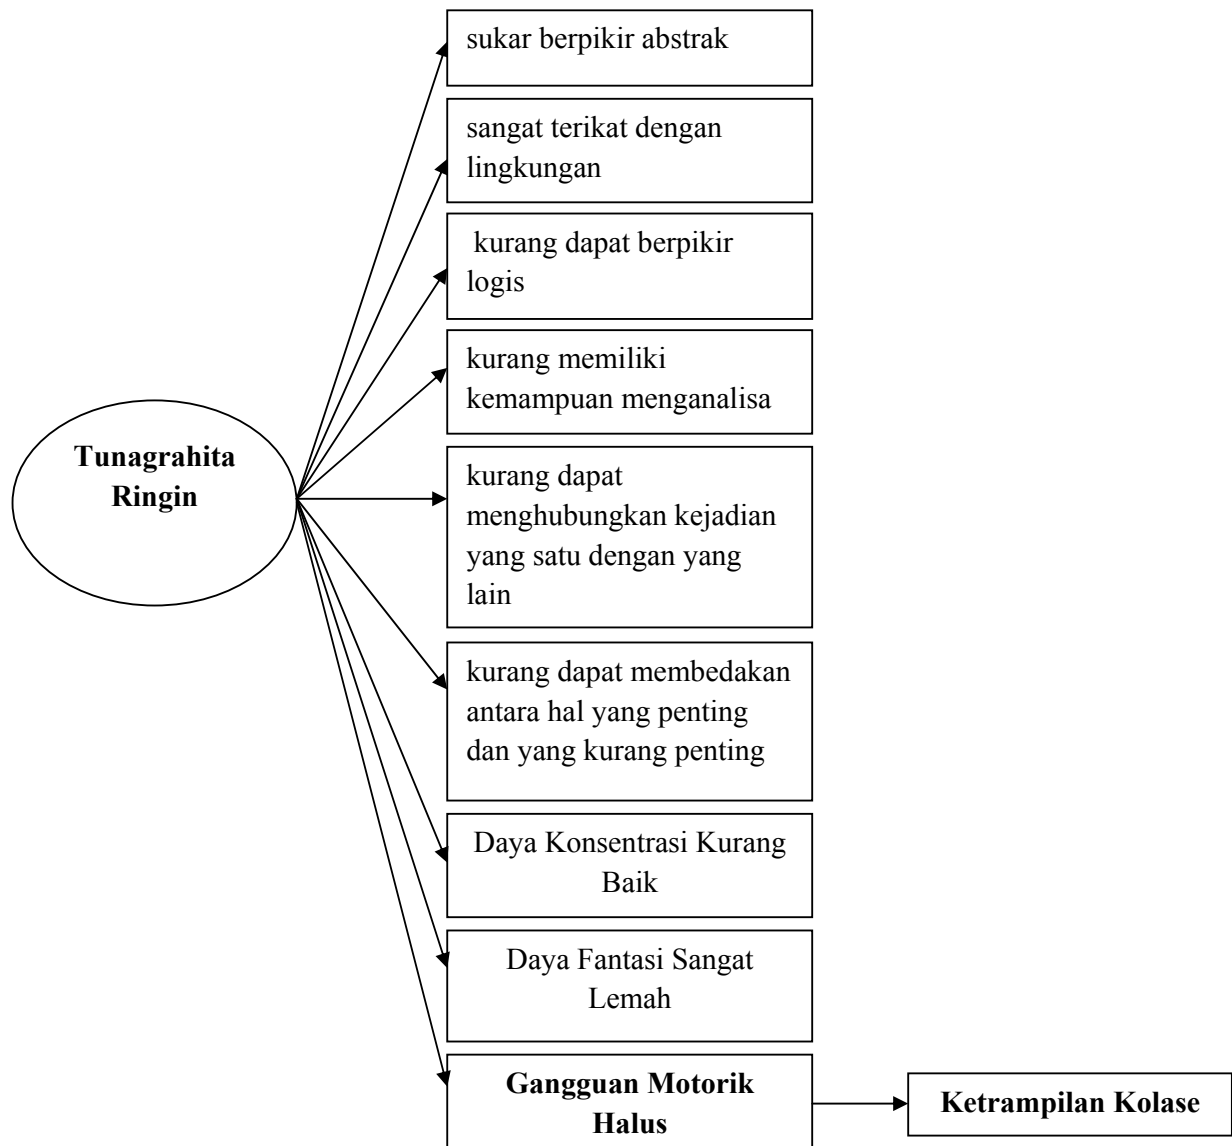 sukar berpikir abstrak
sangat terikat dengan
lingkungan
kurang dapat berpikir
logis
kurang memiliki
kemampuan menganalisa
Tunagrahita
Ringin
kurang dapat
menghubungkan kejadian
yang satu dengan yang
lain
kurang dapat membedakan
antara hal yang penting
dan yang kurang penting
Daya Konsentrasi Kurang
Baik
Daya Fantasi Sangat
Lemah
Gangguan Motorik
Halus
Ketrampilan Kolase